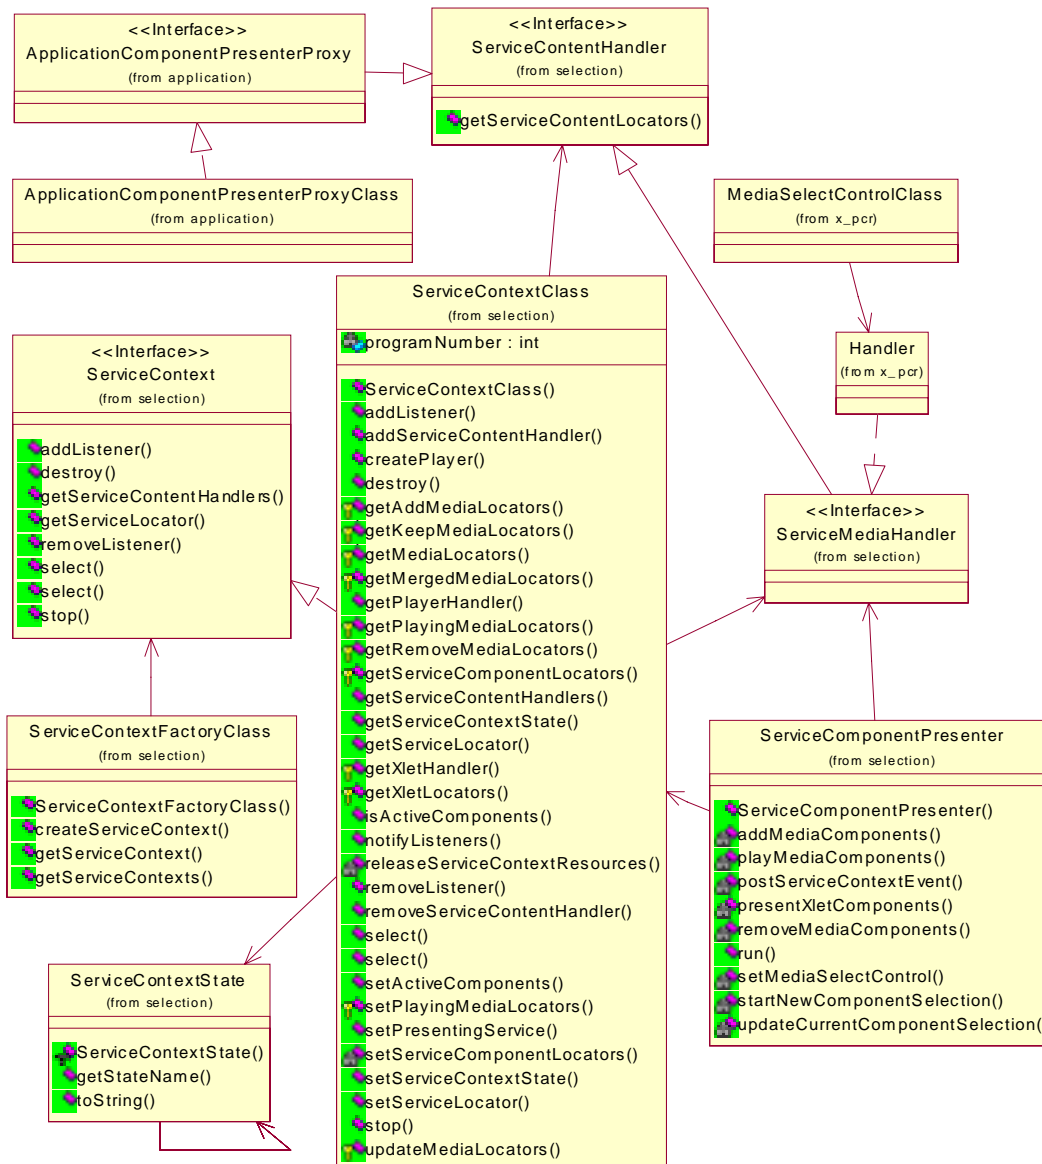 <<Interface>>
ApplicationComponentPresenterProxy
(from application)
<<Interface>>
ServiceContentHandler
(from selection)
getServiceContentLocators()
ApplicationComponentPresenterProxyClass
(from application)
MediaSelectControlClass
(from x_pcr)
ServiceContextClass
(from selection)
programNumber : int
ServiceContextClass()
addListener()
addServiceContentHandler()
createPlayer()
destroy()
getAddMediaLocators()
getKeepMediaLocators()
getMediaLocators()
getMergedMediaLocators()
getPlayerHandler()
getPlayingMediaLocators()
getRemoveMediaLocators()
getServiceComponentLocators()
getServiceContentHandlers()
getServiceContextState()
getServiceLocator()
getXletHandler()
getXletLocators()
isActiveComponents()
notifyListeners()
releaseServiceContextResources()
removeListener()
removeServiceContentHandler()
select()
select()
setActiveComponents()
setPlayingMediaLocators()
setPresentingService()
setServiceComponentLocators()
setServiceContextState()
setServiceLocator()
stop()
updateMediaLocators()
<<Interface>>
ServiceContext
(from selection)
addListener()
destroy()
getServiceContentHandlers()
getServiceLocator()
removeListener()
select()
select()
stop()
Handler
(from x_pcr)
<<Interface>>
ServiceMediaHandler
(from selection)
ServiceContextFactoryClass
(from selection)
ServiceContextFactoryClass()
createServiceContext()
getServiceContext()
getServiceContexts()
ServiceComponentPresenter
(from selection)
ServiceComponentPresenter()
addMediaComponents()
playMediaComponents()
postServiceContextEvent()
presentXletComponents()
removeMediaComponents()
run()
setMediaSelectControl()
startNewComponentSelection()
updateCurrentComponentSelection(
ServiceContextState
(from selection)
ServiceContextState()
getStateName()
toString()